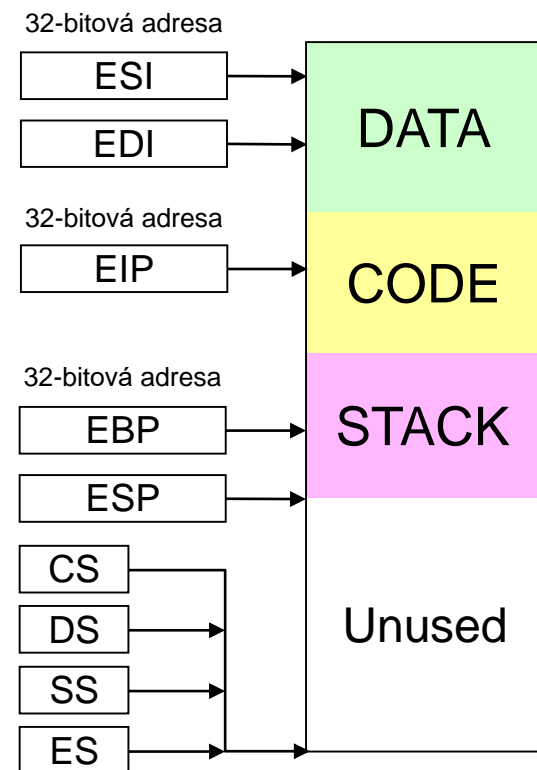 32-bitová adresa
ESI
EDI
DATA
32-bitová adresa
EIP
CODE
32-bitová adresa
EBP
STACK
ESP
CS
DS
Unused
SS
ES